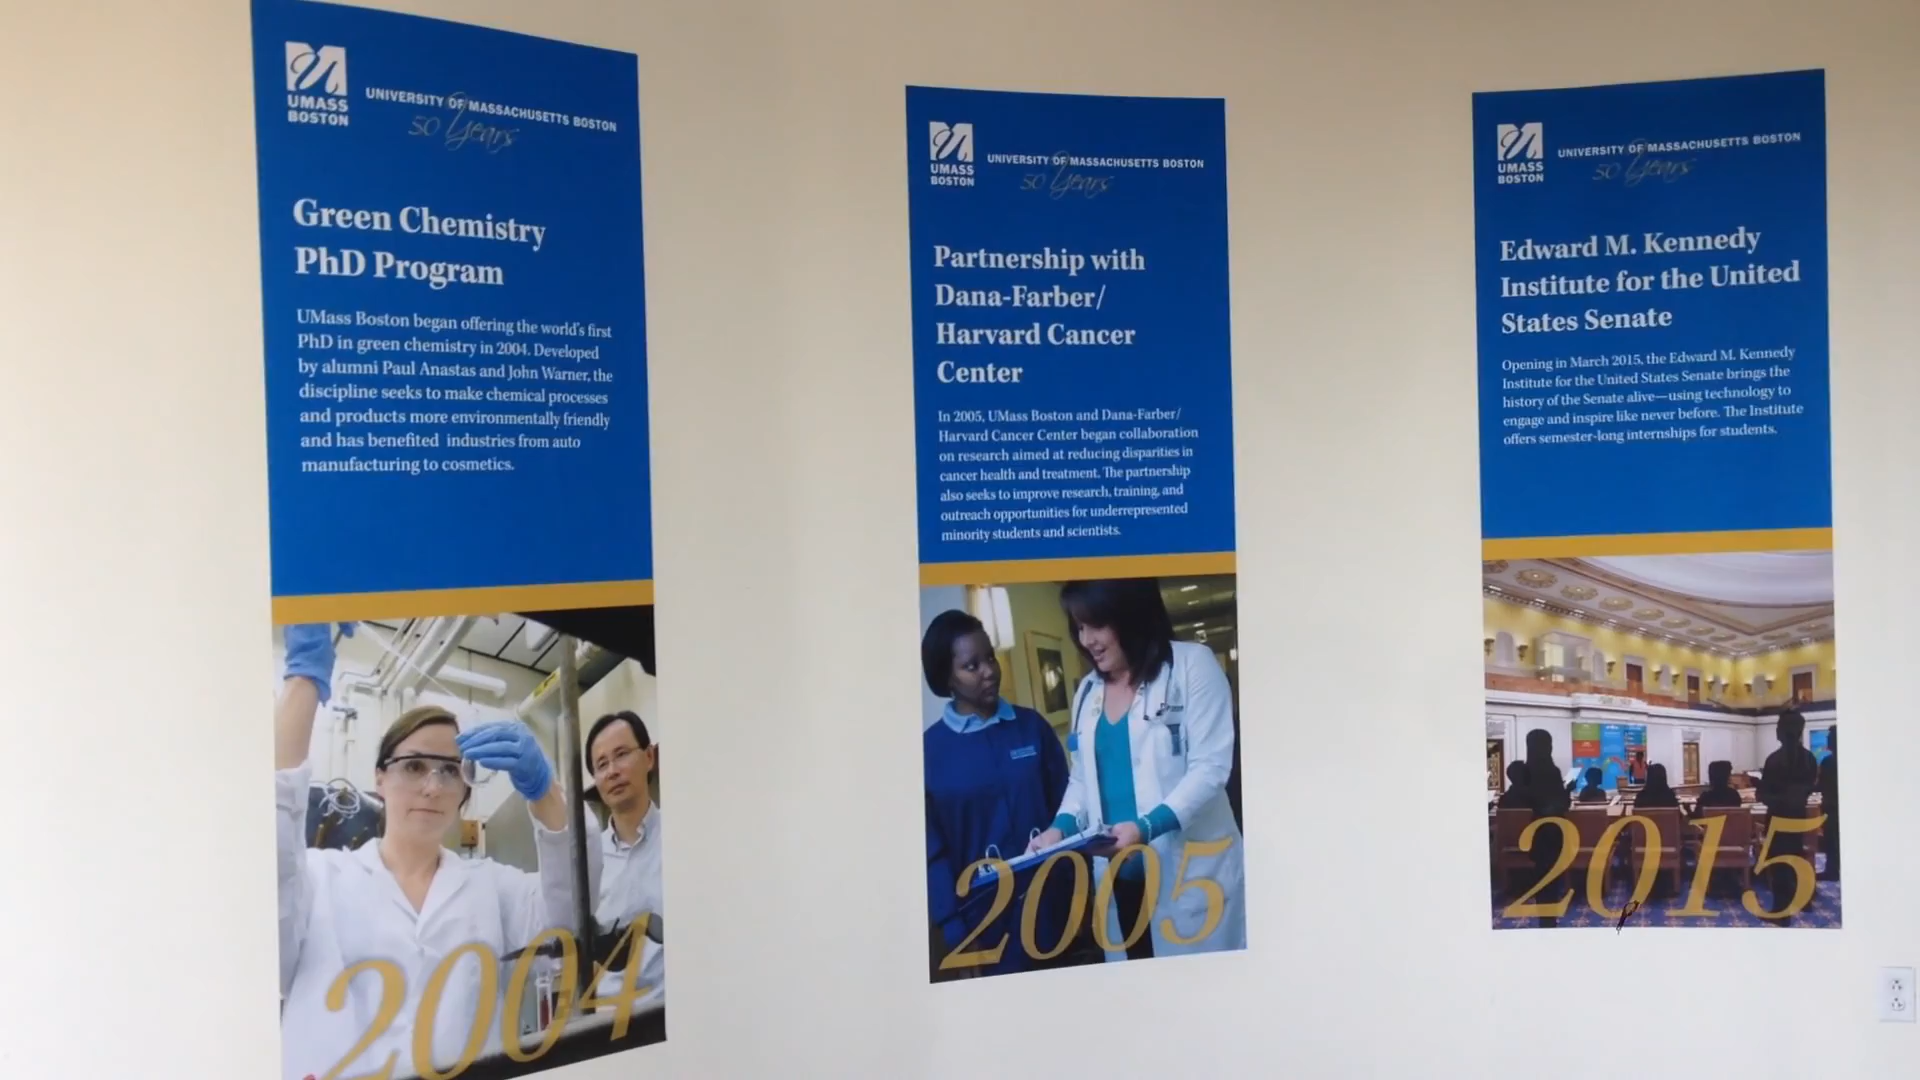 UMASS
BOSTON
UNIVERSITY OF MASSACHUSETTS BOSTON
50 Years
Green Chemistry
PhD Program
UMass Boston began offering the world's first
PhD in green chemistry in 2004. Developed
by alumni Paul Anastas and John Warner, the
discipline seeks to make chemical processes
and products more environmentally friendly
and has benefited industries from auto
manufacturing to cosmetics.
2004
UMASS
BOSTON
UNIVERSITY OF MASSACHUSETTS BOSTON
50 Years
Partnership with
Dana-Farber/
Harvard Cancer
Center
In 2005, UMass Boston and Dana-Farber/
Harvard Cancer Center began collaboration
on research aimed at reducing disparities in
cancer health and treatment. The partnership
also seeks to improve research, training, and
outreach opportunities for underrepresented
minority students and scientists.
2005
UMASS
BOSTON
UNIVERSITY OF MASSACHUSETTS BOSTON
50 Years
Edward M. Kennedy
Institute for the United
States Senate
Opening in March 2015, the Edward M. Kennedy
Institute for the United States Senate brings the
history of the Senate alive—using technology to
engage and inspire like never before. The Institute
offers semester-long internships for students.
2015